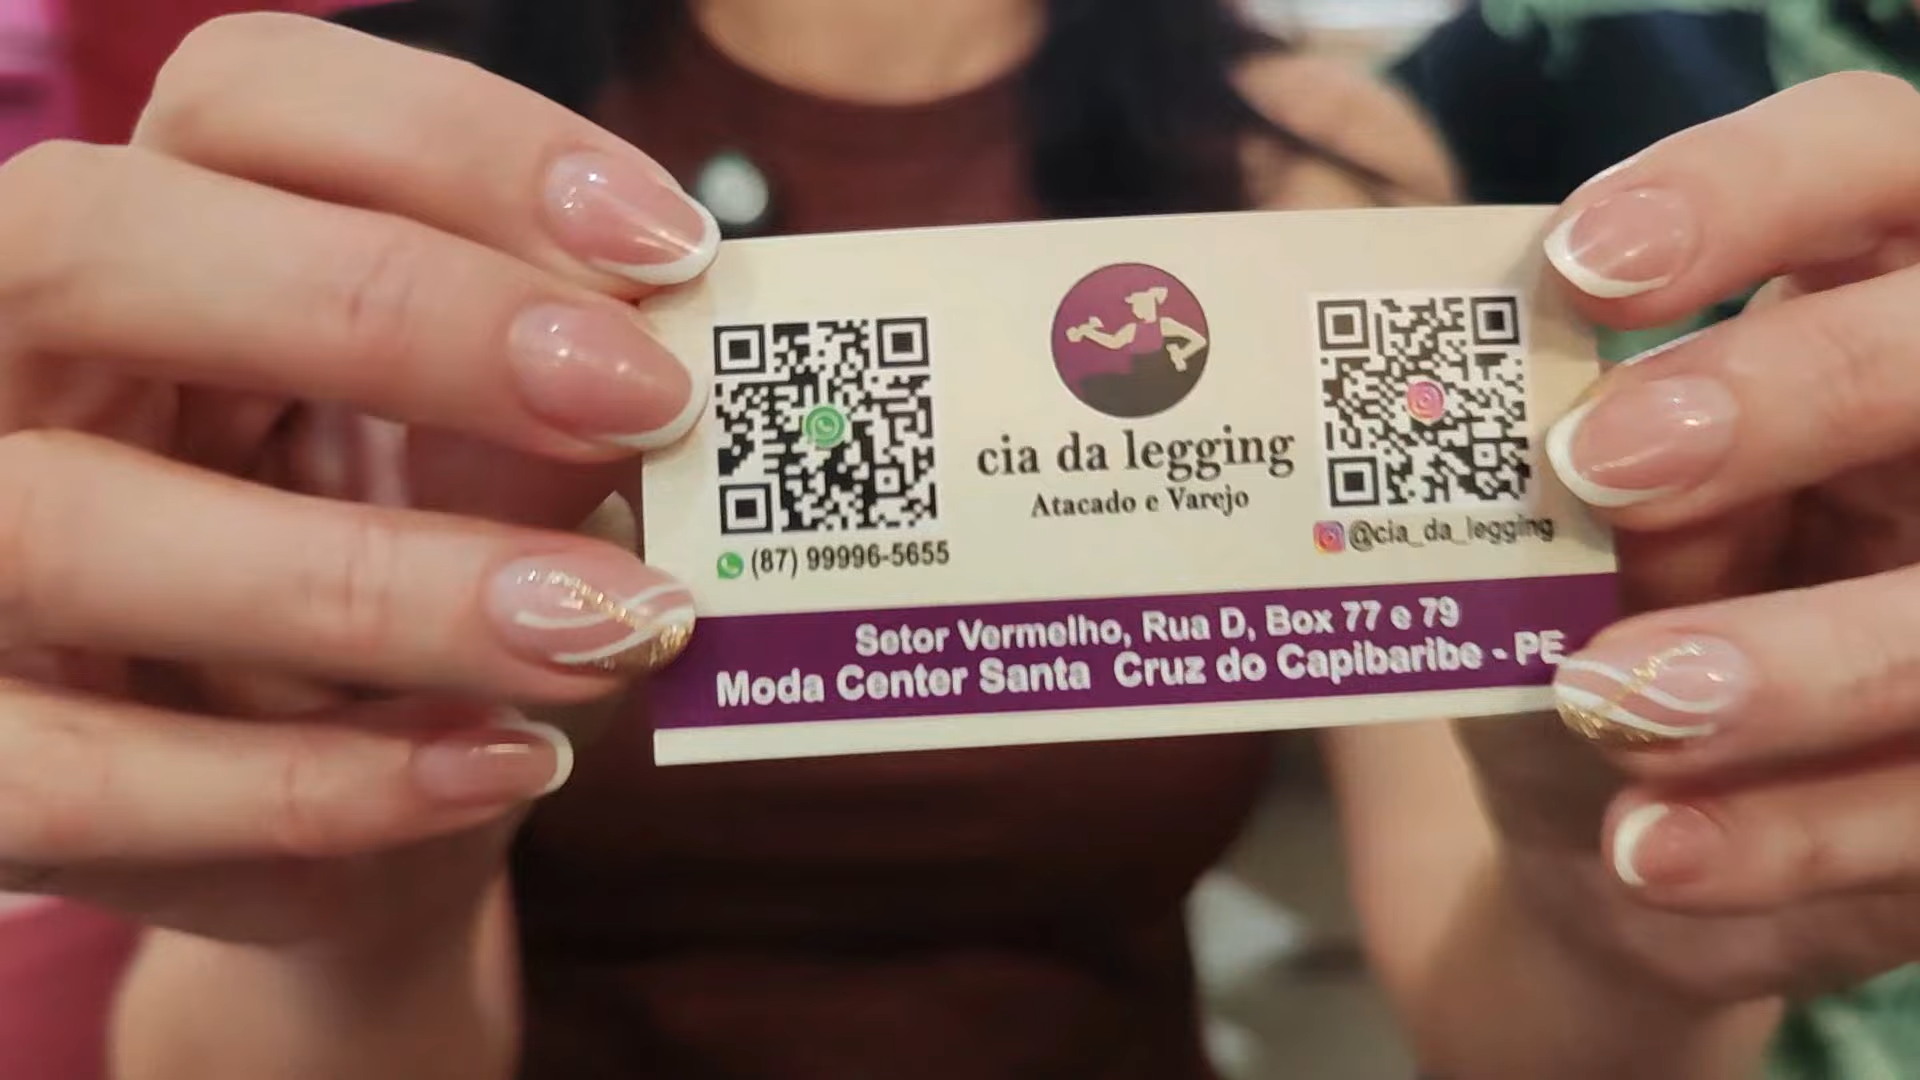 cia da legging
Atacado e Varejo
(87) 99996-5655
@cia_da_legging
Setor Vermelho, Rua D, Box 77 e 79
Moda Center Santa Cruz do Capibaribe - PE